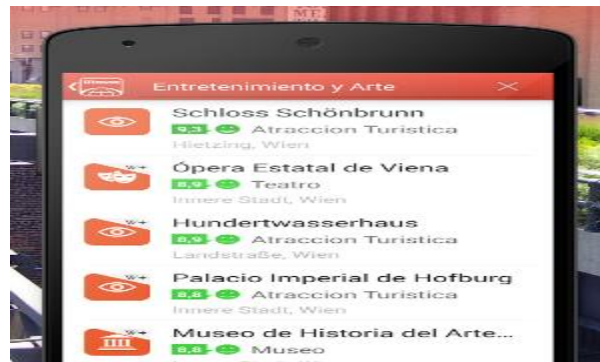 Entretenimiento y Arte
Schloss Schönbrunn
9,3 Atraccion Turistica
Hietzing, Wien
W+
Ópera Estatal de Viena
8,9 Teatro
Innere Stadt, Wien
W+
Hundertwasserhaus
8,9 Atraccion Turistica
Landstraße, Wien
W+
Palacio Imperial de Hofburg
8,8 Atraccion Turistica
Innere Stadt, Wien
W+
Museo de Historia del Arte...
8,8 Museo